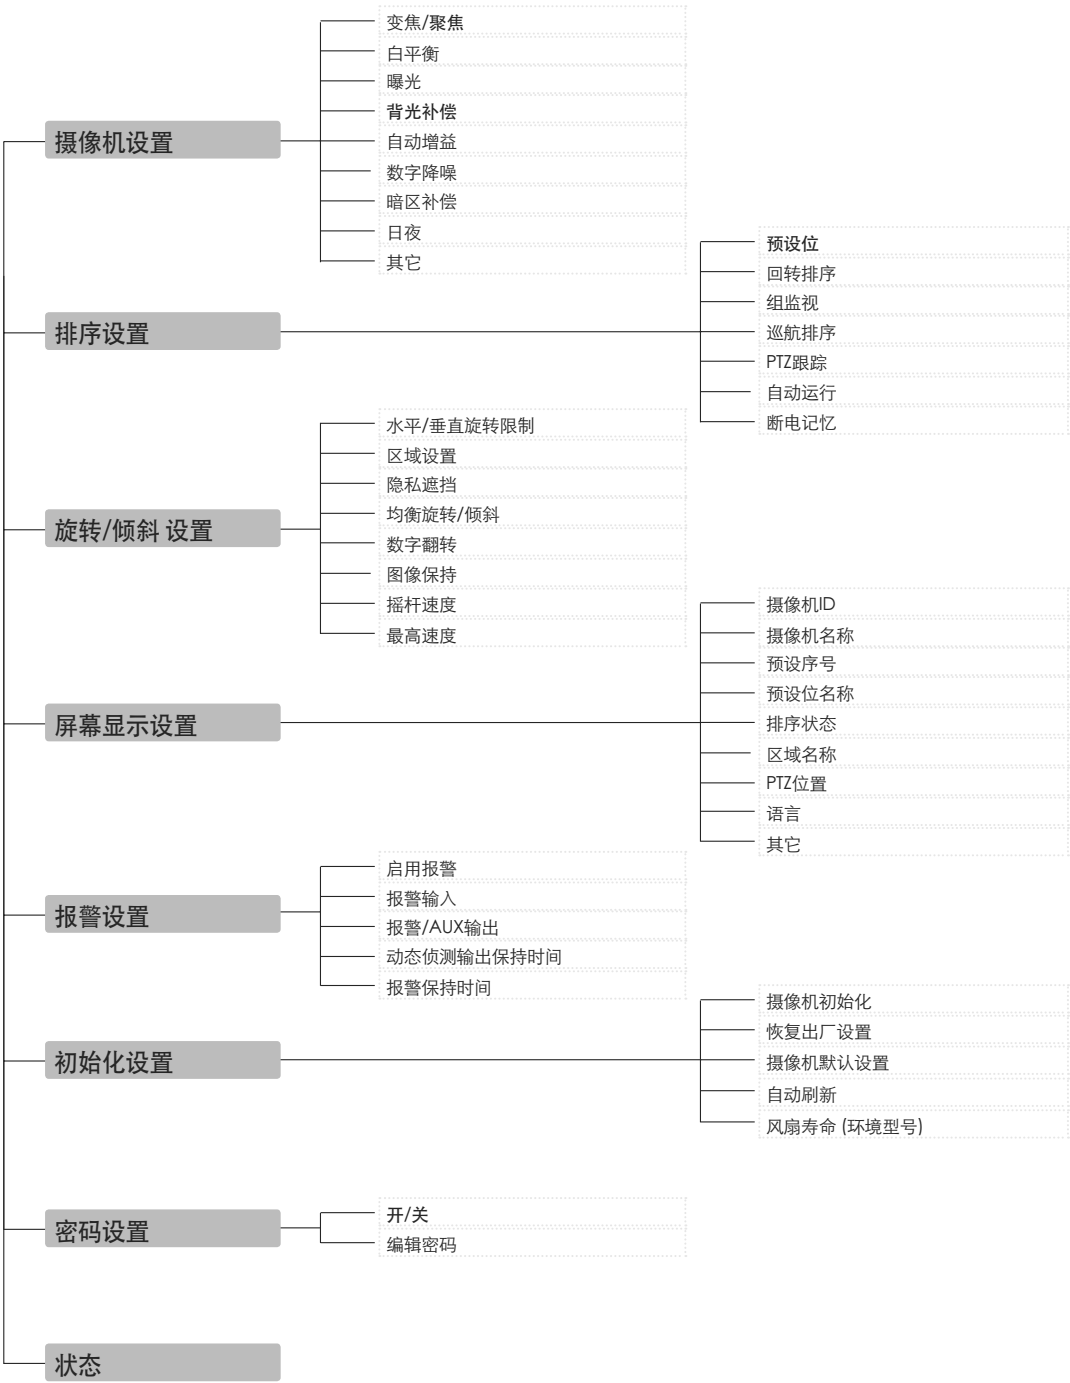 摄像机设置
变焦/聚焦
白平衡
曝光
背光补偿
自动增益
数字降噪
暗区补偿
日夜
其它
排序设置
预设位
回转排序
组监视
巡航排序
PTZ跟踪
自动运行
断电记忆
旋转/倾斜 设置
水平/垂直旋转限制
区域设置
隐私遮挡
均衡旋转/倾斜
数字翻转
图像保持
摇杆速度
最高速度
屏幕显示设置
摄像机ID
摄像机名称
预设序号
预设位名称
排序状态
区域名称
PTZ位置
语言
其它
报警设置
启用报警
报警输入
报警/AUX输出
动态侦测输出保持时间
报警保持时间
初始化设置
摄像机初始化
恢复出厂设置
摄像机默认设置
自动刷新
风扇寿命 (环境型号)
密码设置
开/关
编辑密码
状态